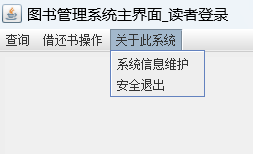 图书管理系统主界面_读者登录
查询 借还书操作 关于此系统
系统信息维护
安全退出